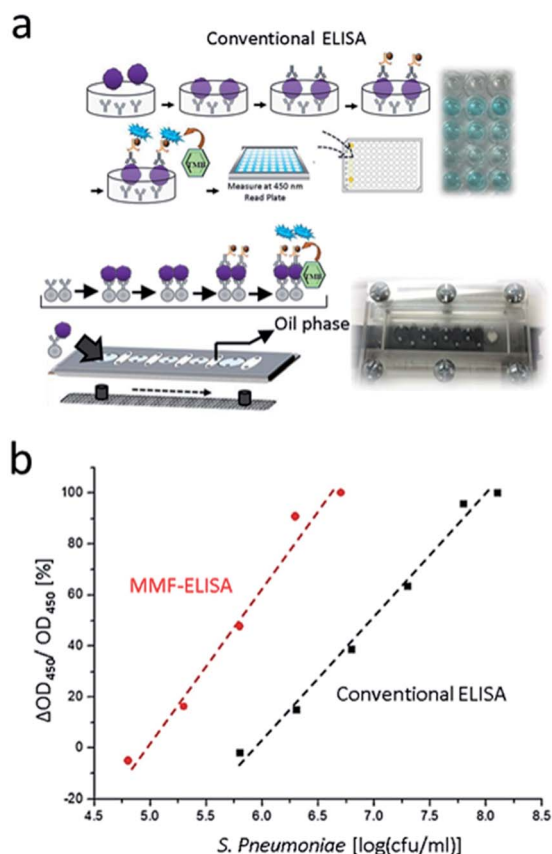 a
Conventional ELISA
TMB
Measure at 450 nm
Read Plate
TMB
Oil phase
b
100
80
60
40
20
0
-20
ΔOD450/ OD450 [%]
MMF-ELISA
Conventional ELISA
4.5 5.0 5.5 6.0 6.5 7.0 7.5 8.0 8.5
S. Pneumoniae [log(cfu/ml)]